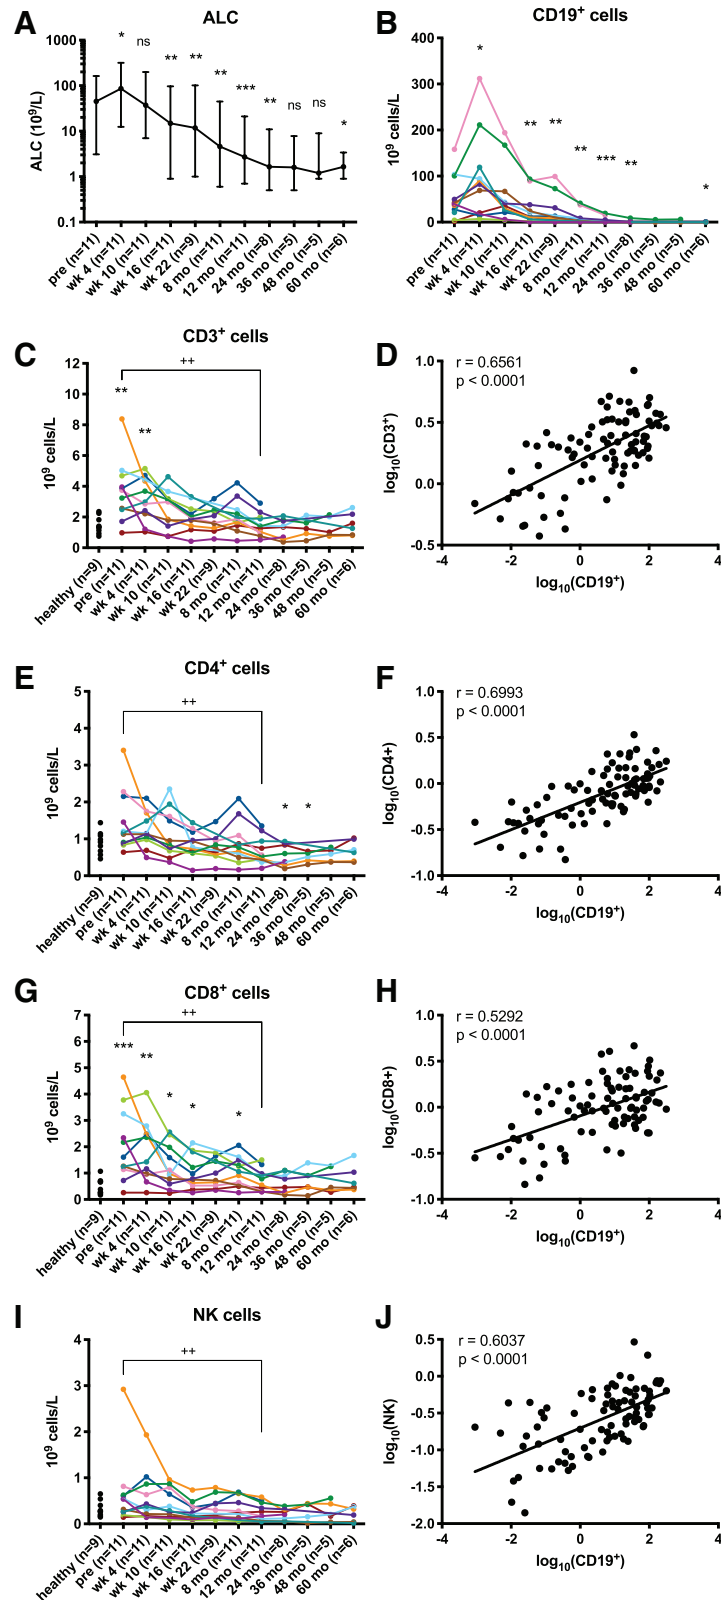 A
ALC
ALC (10⁹/L)
1000
100
10
1
0.1
* ns ** ** ** *** ** ns ns *
pre (n=11)
wk 4 (n=11)
wk 10 (n=11)
wk 16 (n=11)
wk 22 (n=9)
8 mo (n=11)
12 mo (n=11)
24 mo (n=8)
36 mo (n=5)
48 mo (n=5)
60 mo (n=6)
B
CD19⁺ cells
10⁹ cells/L
400
300
200
100
0
* ** ** ** *** ** *
pre (n=11)
wk 4 (n=11)
wk 10 (n=11)
wk 16 (n=11)
wk 22 (n=9)
8 mo (n=11)
12 mo (n=11)
24 mo (n=8)
36 mo (n=5)
48 mo (n=5)
60 mo (n=6)
C
CD3⁺ cells
10⁹ cells/L
12
10
8
6
4
2
0
++
** **
healthy (n=9)
pre (n=11)
wk 4 (n=11)
wk 10 (n=11)
wk 16 (n=11)
wk 22 (n=9)
8 mo (n=11)
12 mo (n=11)
24 mo (n=8)
36 mo (n=5)
48 mo (n=5)
60 mo (n=6)
D
r = 0.6561
p < 0.0001
log₁₀(CD3⁺)
1.0
0.5
0.0
-0.5
-4 -2 0 2 4
log₁₀(CD19⁺)
E
CD4⁺ cells
10⁹ cells/L
5
4
3
2
1
0
++
* *
healthy (n=9)
pre (n=11)
wk 4 (n=11)
wk 10 (n=11)
wk 16 (n=11)
wk 22 (n=9)
8 mo (n=11)
12 mo (n=11)
24 mo (n=8)
36 mo (n=5)
48 mo (n=5)
60 mo (n=6)
F
r = 0.6993
p < 0.0001
log₁₀(CD4+)
1.0
0.5
0.0
-0.5
-1.0
-4 -2 0 2 4
log₁₀(CD19⁺)
G
CD8⁺ cells
10⁹ cells/L
7
6
5
4
3
2
1
0
++
*** ** * * *
healthy (n=9)
pre (n=11)
wk 4 (n=11)
wk 10 (n=11)
wk 16 (n=11)
wk 22 (n=9)
8 mo (n=11)
12 mo (n=11)
24 mo (n=8)
36 mo (n=5)
48 mo (n=5)
60 mo (n=6)
H
r = 0.5292
p < 0.0001
log₁₀(CD8+)
1.0
0.5
0.0
-0.5
-1.0
-4 -2 0 2 4
log₁₀(CD19⁺)
I
NK cells
10⁹ cells/L
4
3
2
1
0
++
healthy (n=9)
pre (n=11)
wk 4 (n=11)
wk 10 (n=11)
wk 16 (n=11)
wk 22 (n=9)
8 mo (n=11)
12 mo (n=11)
24 mo (n=8)
36 mo (n=5)
48 mo (n=5)
60 mo (n=6)
J
r = 0.6037
p < 0.0001
log₁₀(NK)
0.5
0.0
-0.5
-1.0
-1.5
-2.0
-4 -2 0 2 4
log₁₀(CD19⁺)